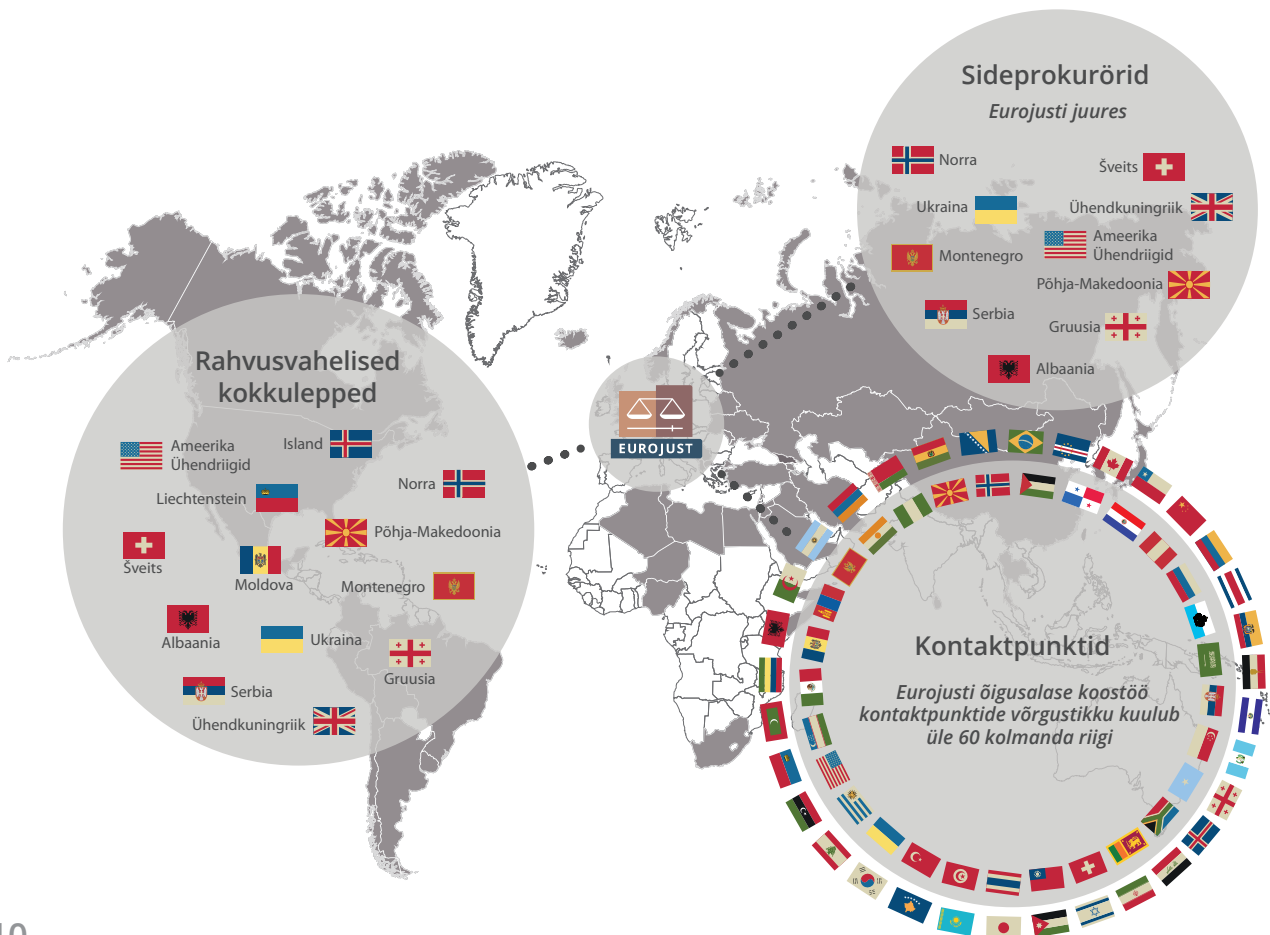 Sideprokurörid
Eurojusti juures
Norra
Šveits
Ukraina
Ühendkuningriik
Ameerika
Ühendriigid
Montenegro
Põhja-Makedoonia
Serbia
Gruusia
Albaania
Rahvusvahelised
kokkulepped
Ameerika
Ühendriigid
Island
Liechtenstein
Norra
Põhja-Makedoonia
Šveits
Moldova
Montenegro
Albaania
Ukraina
Gruusia
Serbia
Ühendkuningriik
EUROJUST
Kontaktpunktid
Eurojusti õigusalase koostöö
kontaktpunktide võrgustikku kuulub
üle 60 kolmanda riigi